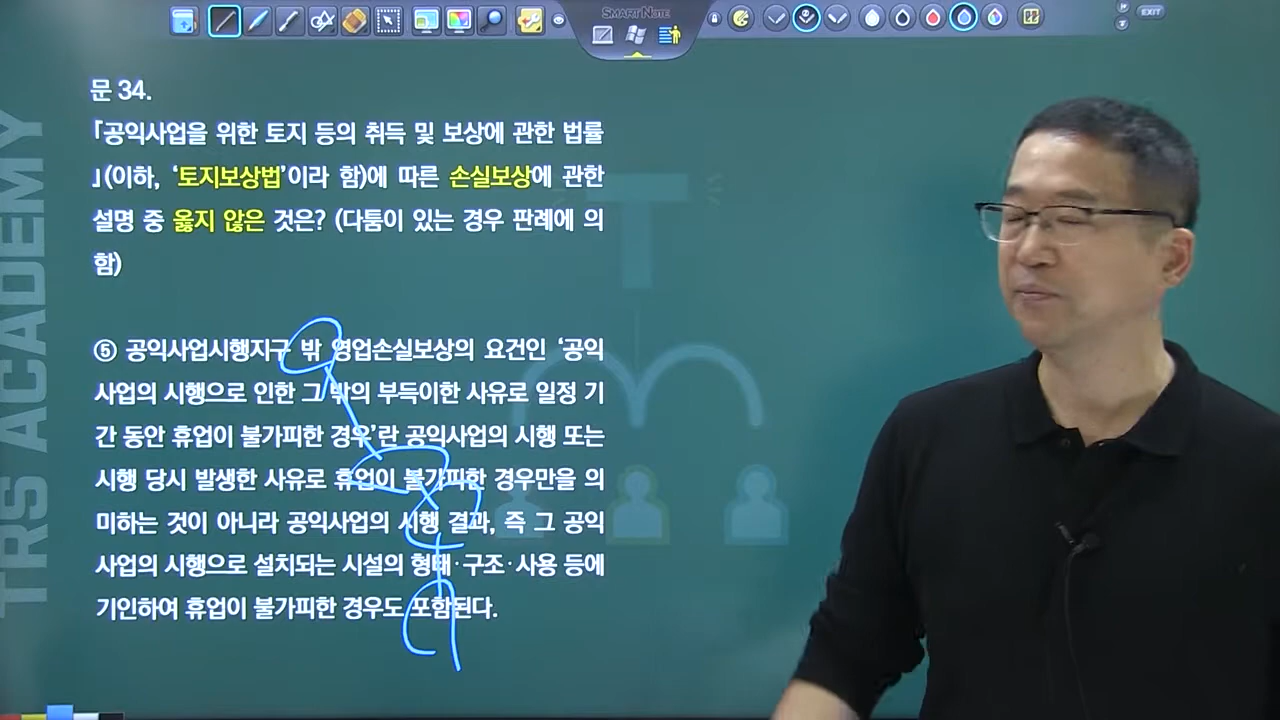 SMART NOTE
EXIT
TRS ACADEMY
문 34.
「공익사업을 위한 토지 등의 취득 및 보상에 관한 법률
」(이하, ‘토지보상법’이라 함)에 따른 손실보상에 관한
설명 중 옳지 않은 것은? (다툼이 있는 경우 판례에 의
함)
⑤ 공익사업시행지구 밖 영업손실보상의 요건인 ‘공익
사업의 시행으로 인한 그 밖의 부득이한 사유로 일정 기
간 동안 휴업이 불가피한 경우’란 공익사업의 시행 또는
시행 당시 발생한 사유로 휴업이 불가피한 경우만을 의
미하는 것이 아니라 공익사업의 시행 결과, 즉 그 공익
사업의 시행으로 설치되는 시설의 형태·구조·사용 등에
기인하여 휴업이 불가피한 경우도 포함된다.